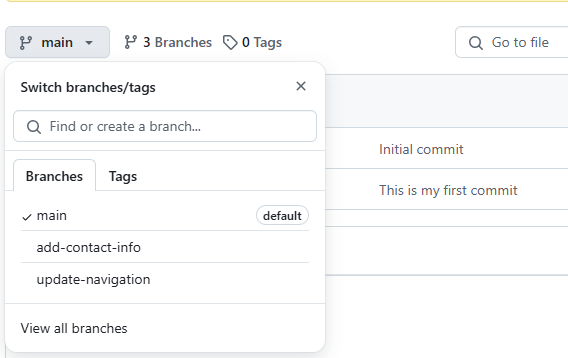 main
3 Branches
0 Tags
Go to file
Switch branches/tags
Find or create a branch...
Branches
Tags
Initial commit
This is my first commit
main
default
add-contact-info
update-navigation
View all branches